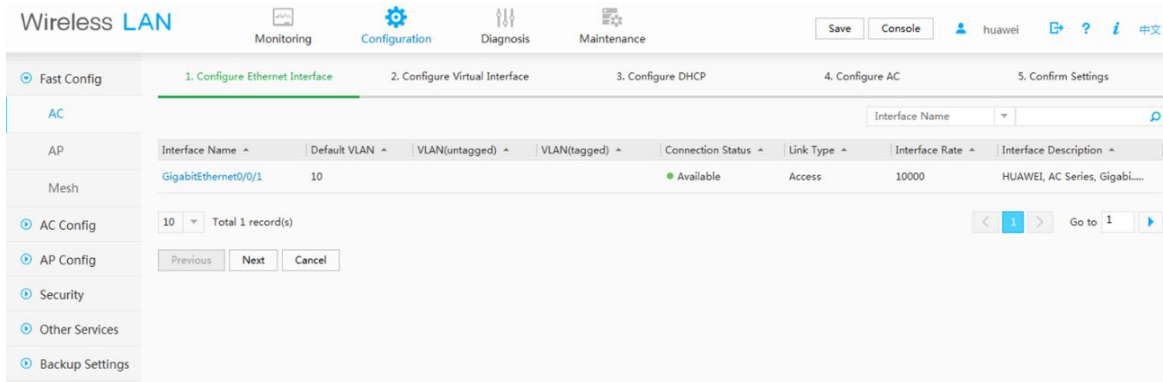 Wireless LAN
Monitoring
Configuration
Diagnosis
Maintenance
Save
Console
huawei
?
i
中文
Fast Config
AC
AP
Mesh
AC Config
AP Config
Security
Other Services
Backup Settings
1. Configure Ethernet Interface
2. Configure Virtual Interface
3. Configure DHCP
4. Configure AC
5. Confirm Settings
Interface Name
Interface Name Default VLAN VLAN(untagged) VLAN(tagged) Connection Status Link Type Interface Rate Interface Description
GigabitEthernet0/0/1 10 Available Access 10000 HUAWEI, AC Series, Gigabi.....
10 Total 1 record(s)
< 1 > Go to 1
Previous Next Cancel